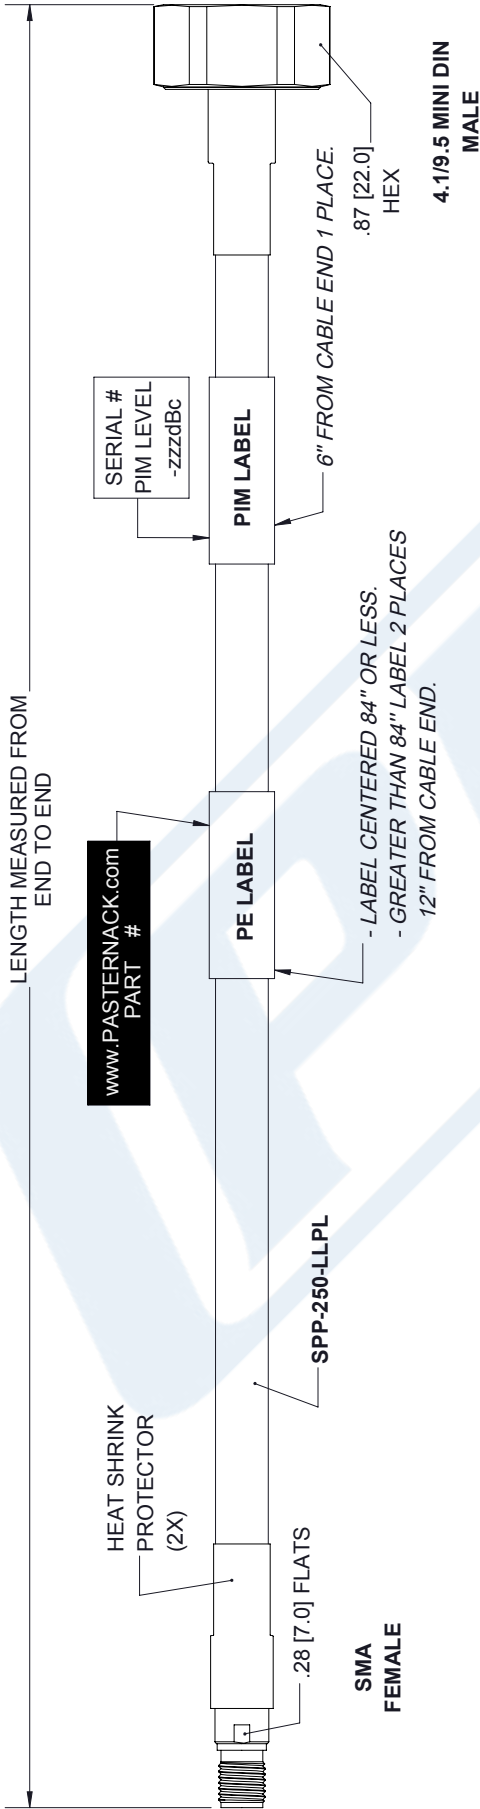 LENGTH MEASURED FROM
END TO END
www.PASTERNACK.com
PART #
SERIAL #
PIM LEVEL
-zzzdBc
HEAT SHRINK
PROTECTOR
(2X)
PE LABEL
PIM LABEL
.28 [7.0] FLATS
SPP-250-LLPL
- LABEL CENTERED 84" OR LESS.
- GREATER THAN 84" LABEL 2 PLACES
12" FROM CABLE END.
6" FROM CABLE END 1 PLACE.
.87 [22.0]
HEX
SMA
FEMALE
4.1/9.5 MINI DIN
MALE